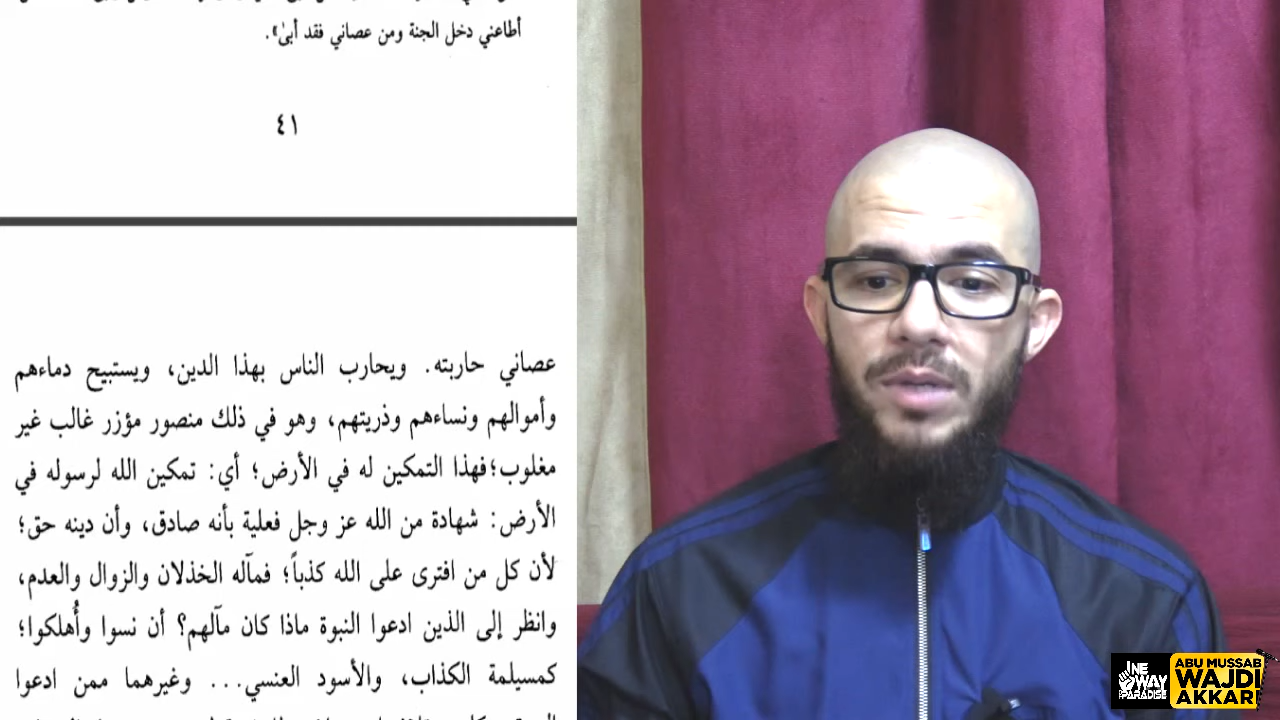 أطاعني دخل الجنة ومن عصاني فقد أبىٰ».
٤١
عصاني حاربته. ويحارب الناس بهذا الدين، ويستبيح دماءهم
وأموالهم ونساءهم وذريتهم، وهو في ذلك منصور مؤزر غالب غير
مغلوب؛فهذا التمكين له في الأرض؛ أي: تمكين الله لرسوله في
الأرض: شهادة من الله عز وجل فعلية بأنه صادق، وأن دينه حق؛
لأن كل من افترى على الله كذباً؛ فمآله الخذلان والزوال والعدم،
وانظر إلى الذين ادعوا النبوة ماذا كان مآلهم؟ أن نسوا وأُهلكوا؛
كمسيلمة الكذاب، والأسود العنسي. وغيرهما ممن ادعوا
ONE
WAY
TO PARADISE
ABU MUSSAB
WAJDI
AKKARI